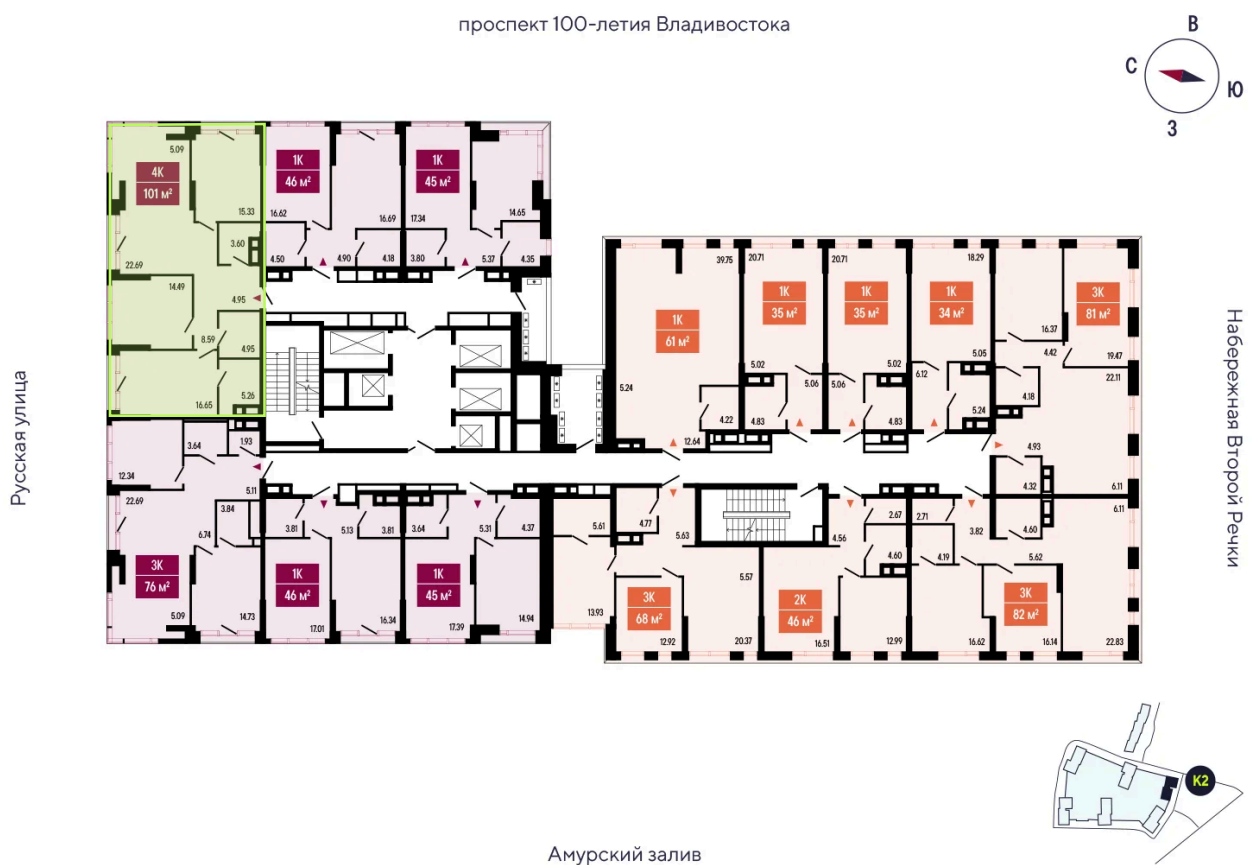 проспект 100-летия Владивостока
В
С
Ю
З
5.09
4К
101 м²
15.33
3.60
22.69
14.49
4.95
8.59
4.95
16.65
5.26
1К
46 м²
16.62
16.69
4.50
4.90
4.18
1К
45 м²
17.34
14.65
3.80
5.37
4.35
39.75
1К
61 м²
5.24
4.22
12.64
20.71
1К
35 м²
5.02
5.06
4.83
20.71
1К
35 м²
5.02
5.06
4.83
18.29
1К
34 м²
5.05
6.12
5.24
3К
81 м²
16.37
19.47
4.42
22.11
4.18
4.93
4.32
6.11
Русская улица
Набережная Второй Речки
3.64
1.93
12.34
5.11
22.69
3.84
6.74
3К
76 м²
5.09
14.73
3.81
5.13
3.81
1К
46 м²
17.01
16.34
3.64
5.31
4.37
1К
45 м²
17.39
14.94
5.61
4.77
5.63
5.57
3К
68 м²
13.93
12.92
20.37
2.67
4.56
4.60
2К
46 м²
16.51
12.99
2.71
3.82
4.60
6.11
4.19
5.62
3К
82 м²
16.62
16.14
22.83
К2
Амурский залив